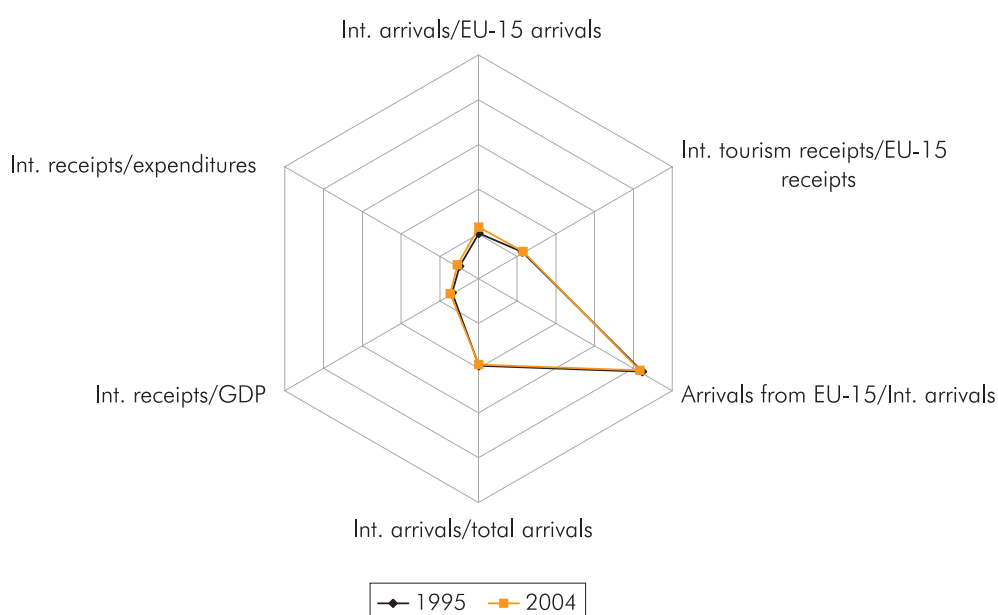 Int. arrivals/EU-15 arrivals
Int. receipts/expenditures
Int. tourism receipts/EU-15
receipts
Int. receipts/GDP
Arrivals from EU-15/Int. arrivals
Int. arrivals/total arrivals
1995
2004